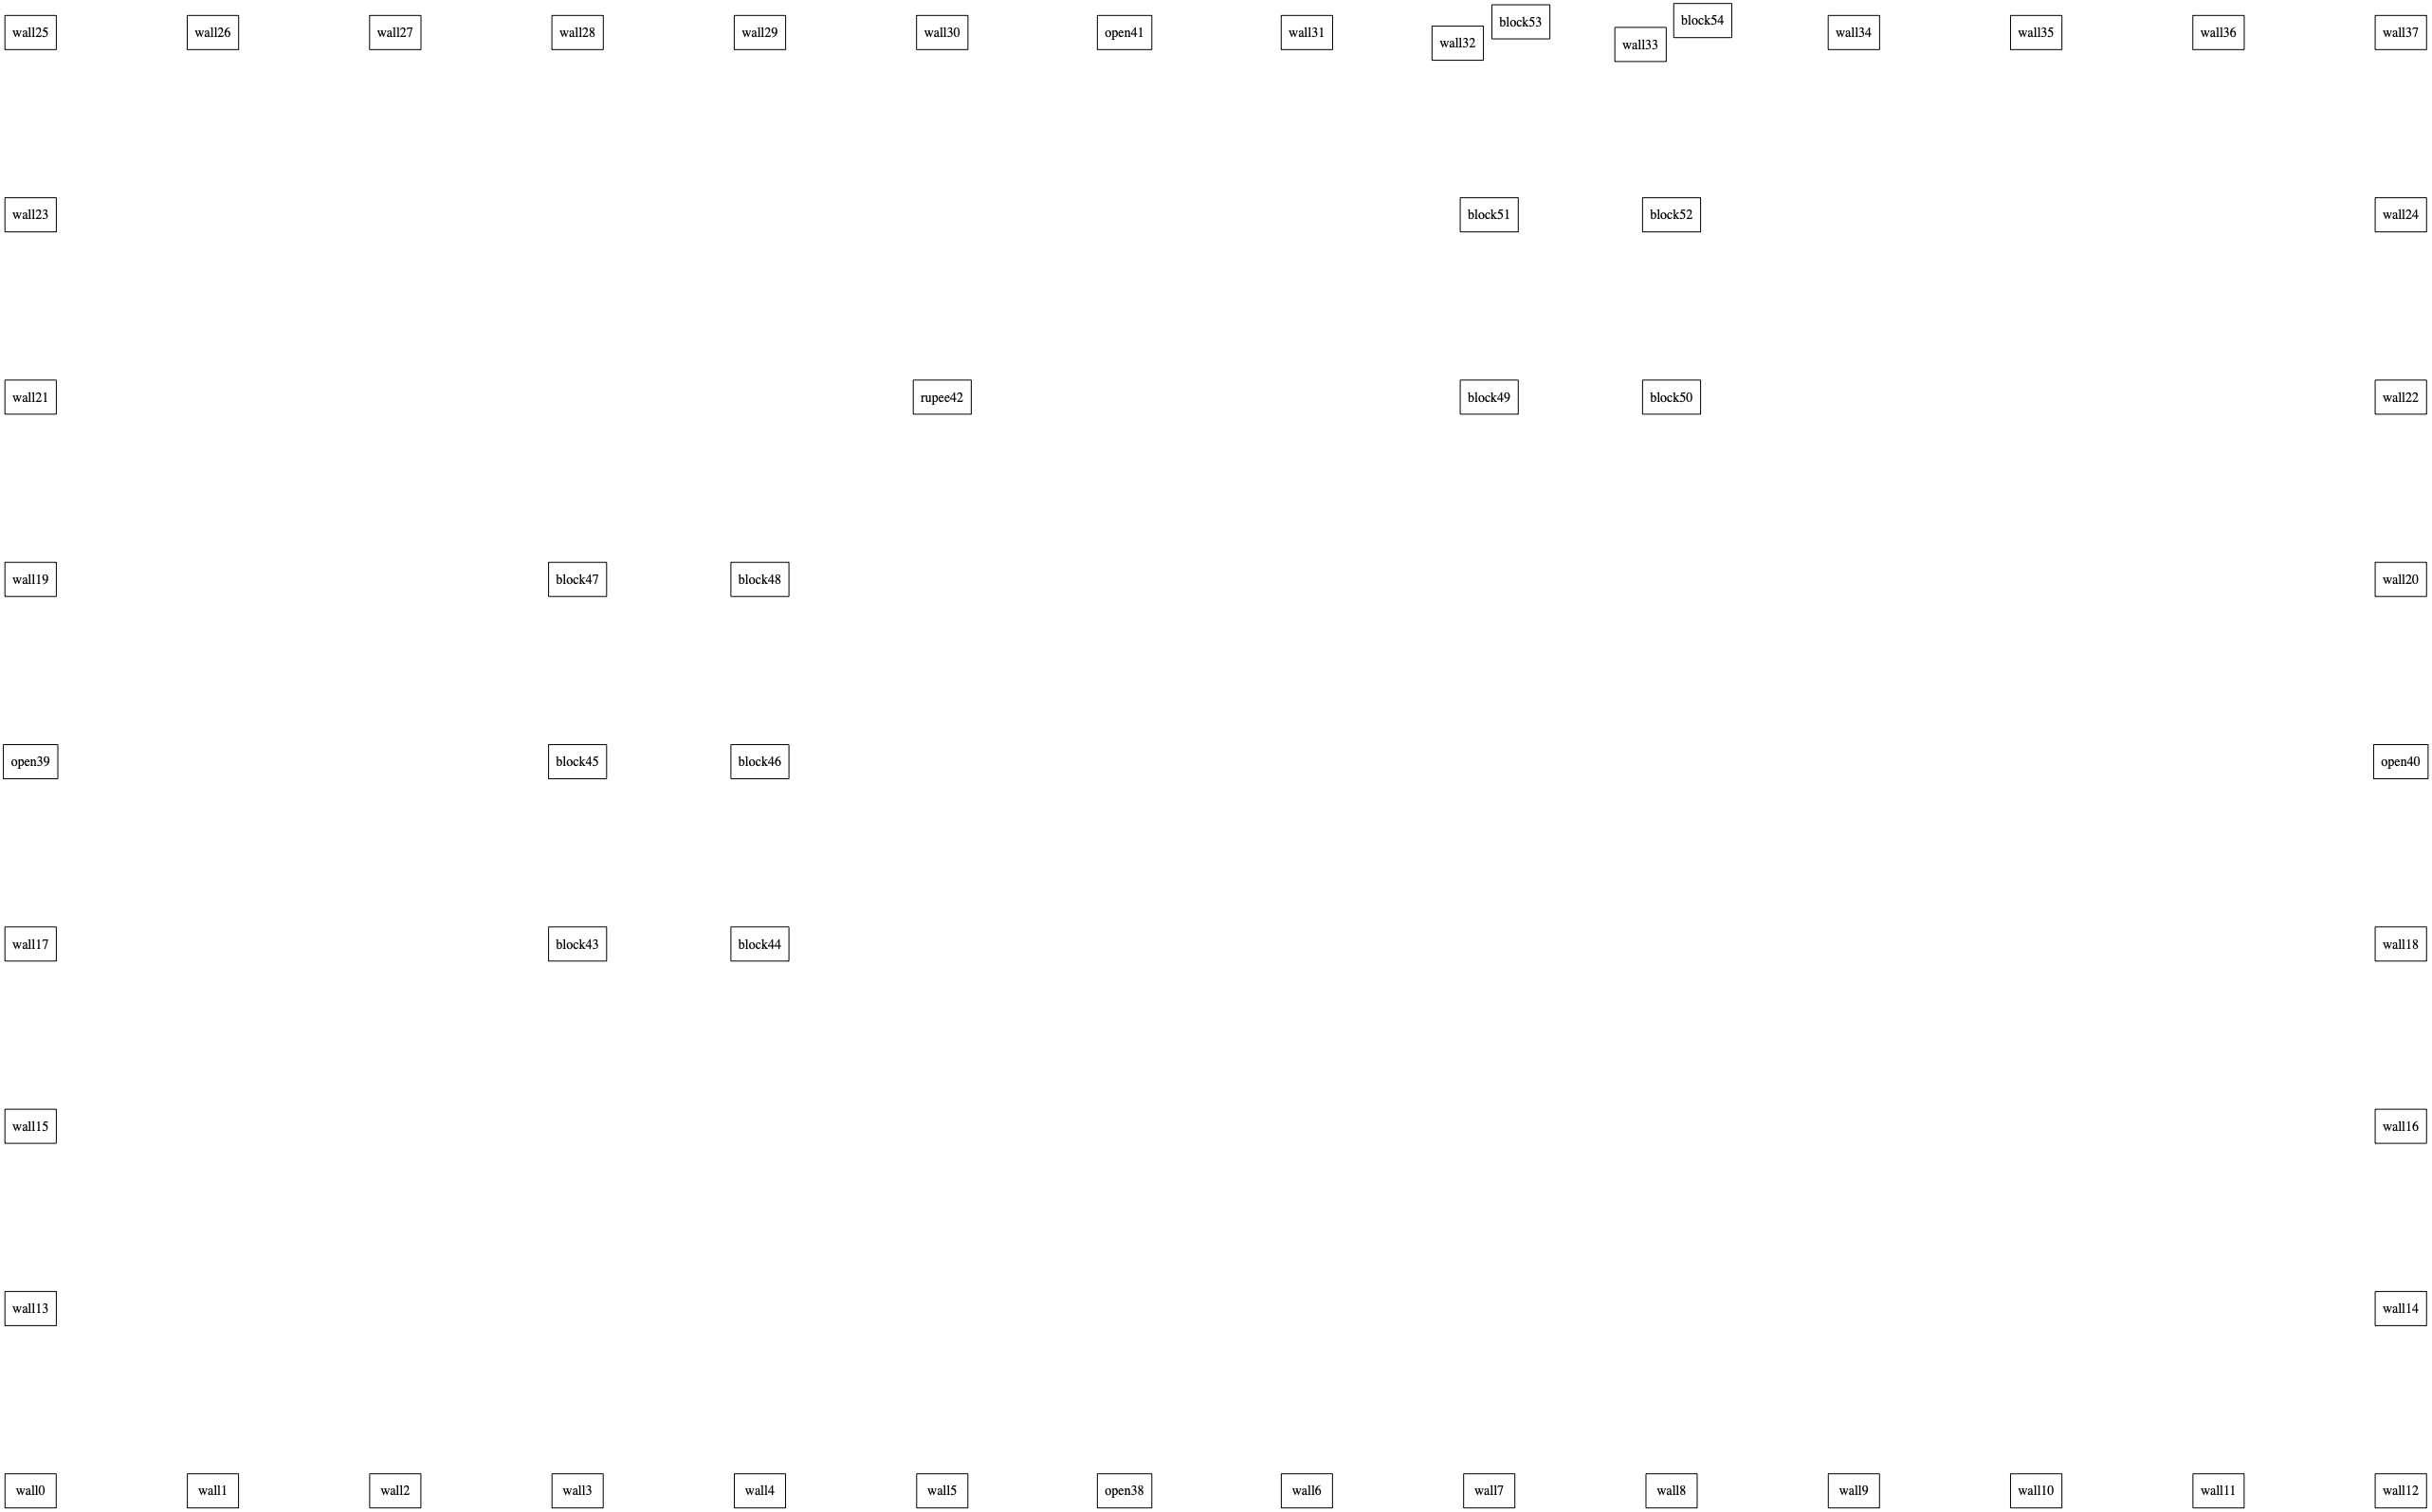 wall25 wall26 wall27 wall28 wall29 wall30 open41 wall31 wall32 block53 wall33 block54 wall34 wall35 wall36 wall37
wall23 block51 block52 wall24
wall21 rupee42 block49 block50 wall22
wall19 block47 block48 wall20
open39 block45 block46 open40
wall17 block43 block44 wall18
wall15 wall16
wall13 wall14
wall0 wall1 wall2 wall3 wall4 wall5 open38 wall6 wall7 wall8 wall9 wall10 wall11 wall12